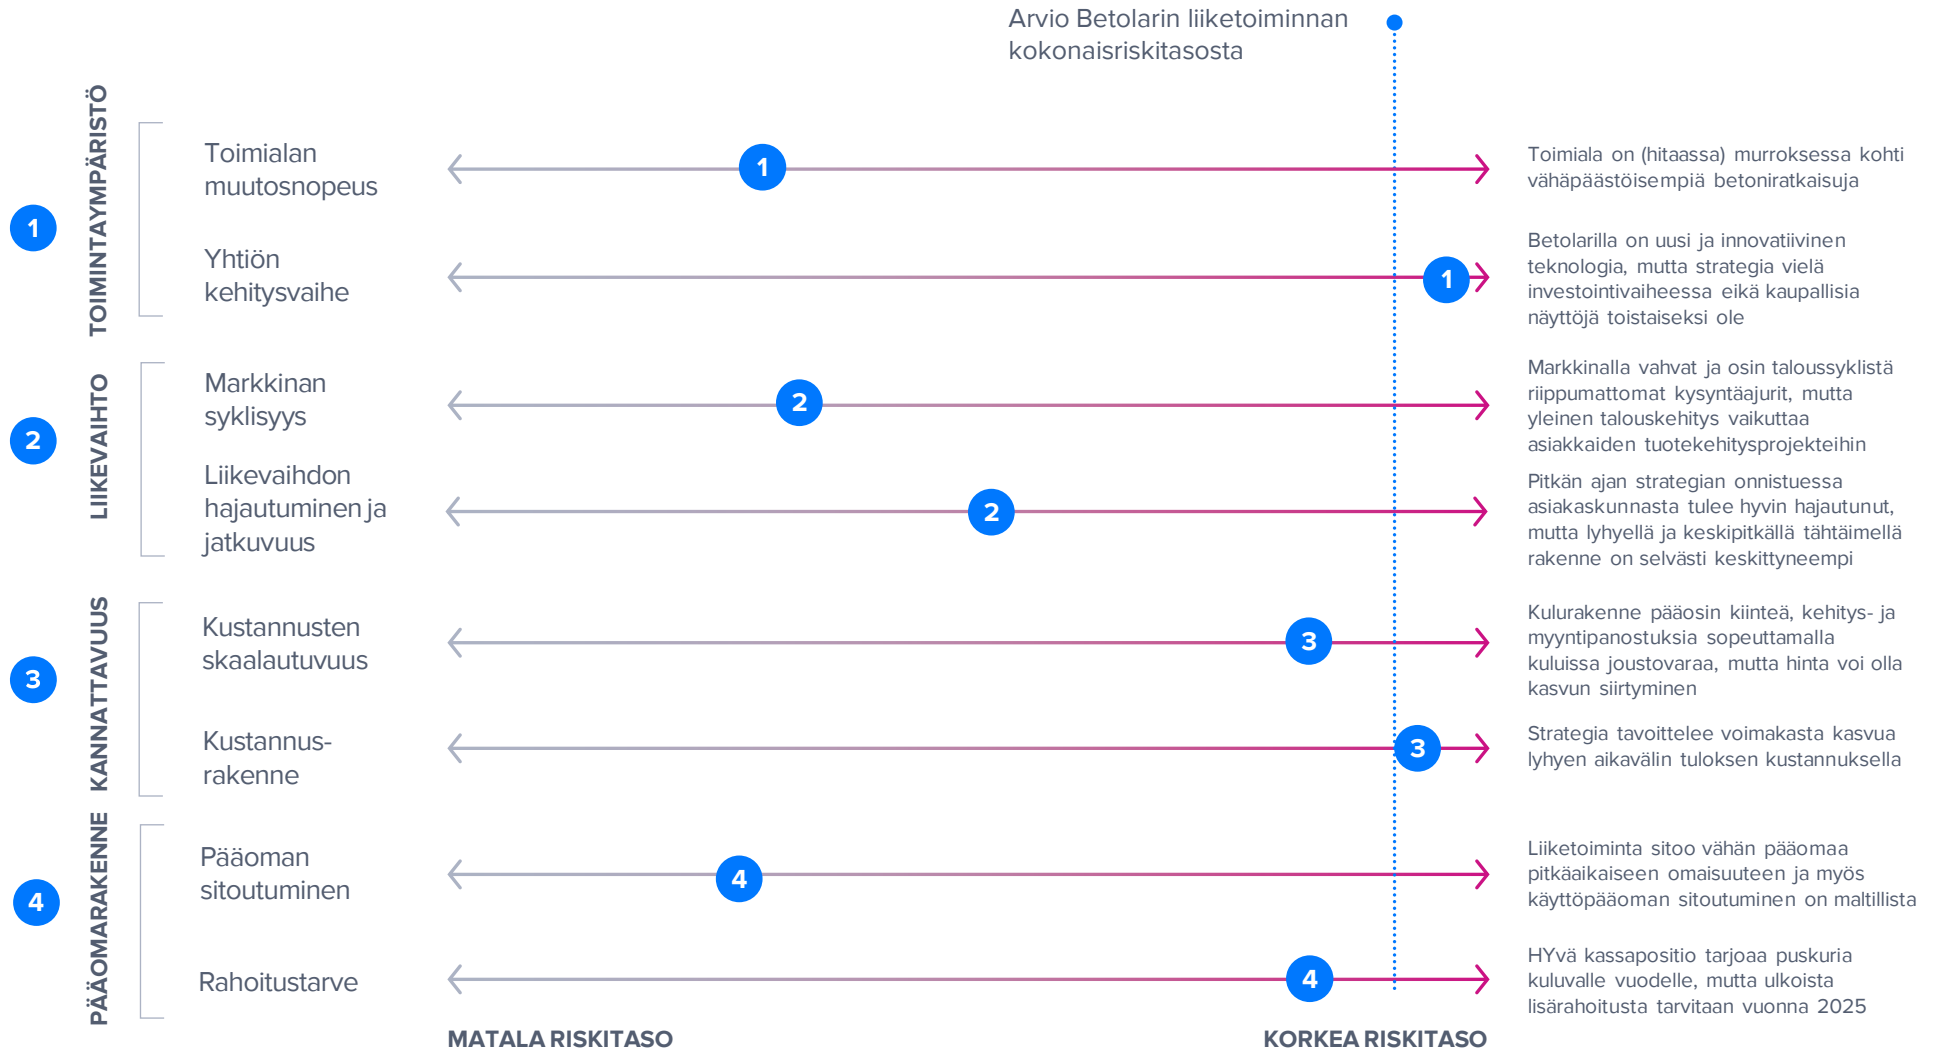 Arvio Betolarin liiketoiminnan
kokonaisriskitasosta
1
TOIMINTAYMPÄRISTÖ
Toimialan
muutosnopeus
1
Toimiala on (hitaassa) murroksessa kohti
vähäpäästöisempiä betoniratkaisuja
Yhtiön
kehitysvaihe
1
Betolarilla on uusi ja innovatiivinen
teknologia, mutta strategia vielä
investointivaiheessa eikä kaupallisia
näyttöjä toistaiseksi ole
2
LIIKEVAIHTO
Markkinan
syklisyys
2
Markkinalla vahvat ja osin taloussyklistä
riippumattomat kysyntäajurit, mutta
yleinen talouskehitys vaikuttaa
asiakkaiden tuotekehitysprojekteihin
Liikevaihdon
hajautuminen ja
jatkuvuus
2
Pitkän ajan strategian onnistuessa
asiakaskunnasta tulee hyvin hajautunut,
mutta lyhyellä ja keskipitkällä tähtäimellä
rakenne on selvästi keskittyneempi
3
KANNATTAVUUS
Kustannusten
skaalautuvuus
3
Kulurakenne pääosin kiinteä, kehitys- ja
myyntipanostuksia sopeuttamalla
kuluissa joustovaraa, mutta hinta voi olla
kasvun siirtyminen
Kustannus-
rakenne
3
Strategia tavoittelee voimakasta kasvua
lyhyen aikavälin tuloksen kustannuksella
4
PÄÄOMARAKENNE
Pääoman
sitoutuminen
4
Liiketoiminta sitoo vähän pääomaa
pitkäaikaiseen omaisuuteen ja myös
käyttöpääoman sitoutuminen on maltillista
Rahoitustarve
4
HYvä kassapositio tarjoaa puskuria
kuluvalle vuodelle, mutta ulkoista
lisärahoitusta tarvitaan vuonna 2025
MATALA RISKITASO
KORKEA RISKITASO